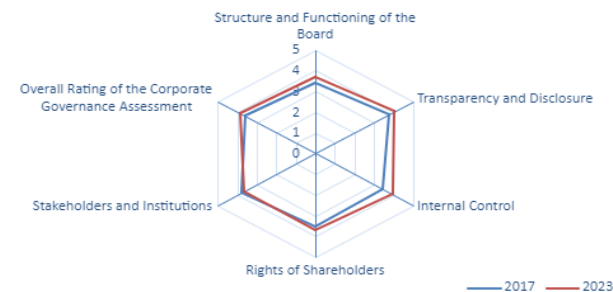 Structure and Functioning of the
Board
5
4
3
2
1
0
Overall Rating of the Corporate
Governance Assessment
Transparency and Disclosure
Stakeholders and Institutions
Internal Control
Rights of Shareholders
2017
2023